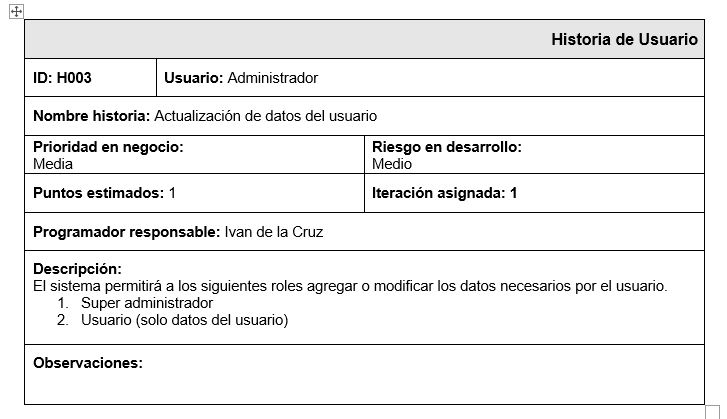 Historia de Usuario
ID: H003 Usuario: Administrador
Nombre historia: Actualización de datos del usuario
Prioridad en negocio: Riesgo en desarrollo:
Media Medio
Puntos estimados: 1 Iteración asignada: 1
Programador responsable: Ivan de la Cruz
Descripción:
El sistema permitirá a los siguientes roles agregar o modificar los datos necesarios por el usuario.
1. Super administrador
2. Usuario (solo datos del usuario)
Observaciones: